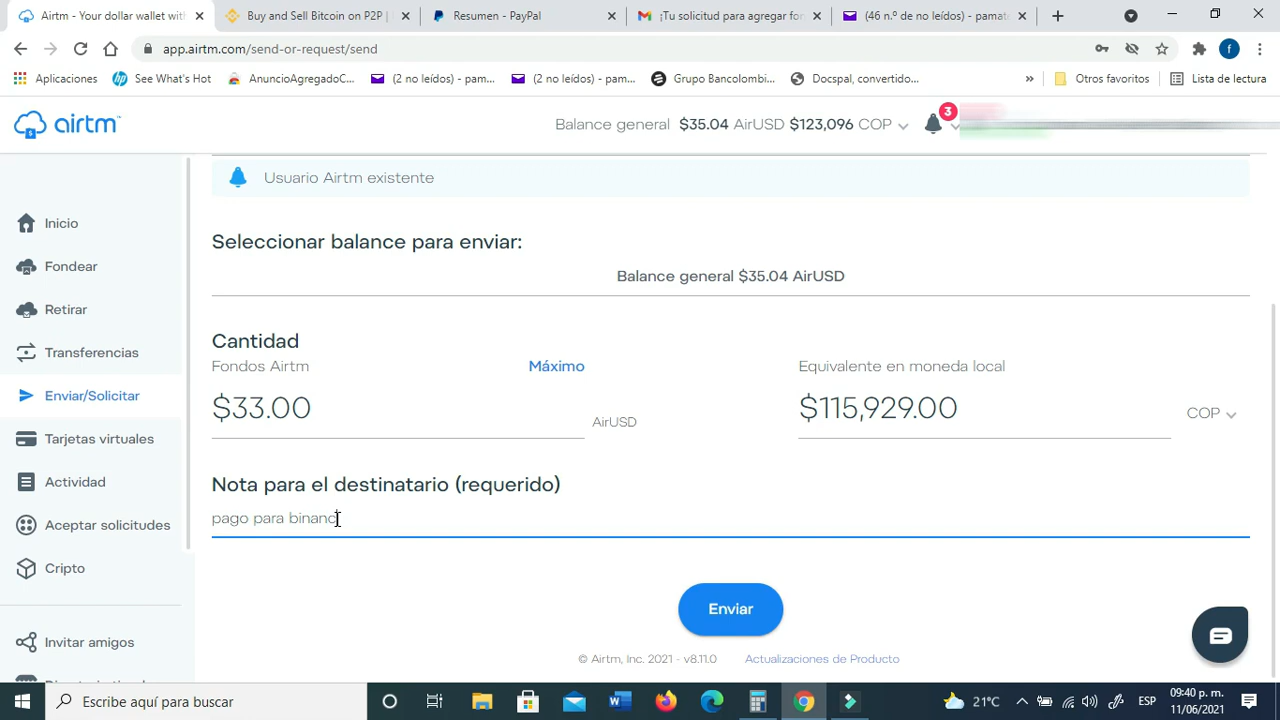 Airtm - Your dollar wallet with
Buy and Sell Bitcoin on P2P |
Resumen - PayPal
¡Tu solicitud para agregar fon
(46 n.º de no leídos) - pamata
app.airtm.com/send-or-request/send
f
Aplicaciones
See What's Hot
AnuncioAgregadoC...
(2 no leídos) - pam...
(2 no leídos) - pam...
Grupo Bancolombi...
Docspal, convertido...
»
Otros favoritos
Lista de lectura
airtm
Balance general $35.04 AirUSD $123,096 COP
3
Usuario Airtm existente
Inicio
Fondear
Retirar
Transferencias
Enviar/Solicitar
Tarjetas virtuales
Actividad
Aceptar solicitudes
Cripto
Invitar amigos
Seleccionar balance para enviar:
Balance general $35.04 AirUSD
Cantidad
Fondos Airtm
Máximo
Equivalente en moneda local
$33.00
AirUSD
$115,929.00
COP
Nota para el destinatario (requerido)
pago para binanc
Enviar
© Airtm, Inc. 2021 - v8.11.0
Actualizaciones de Producto
Escribe aquí para buscar
21°C
ESP
09:40 p. m.
11/06/2021